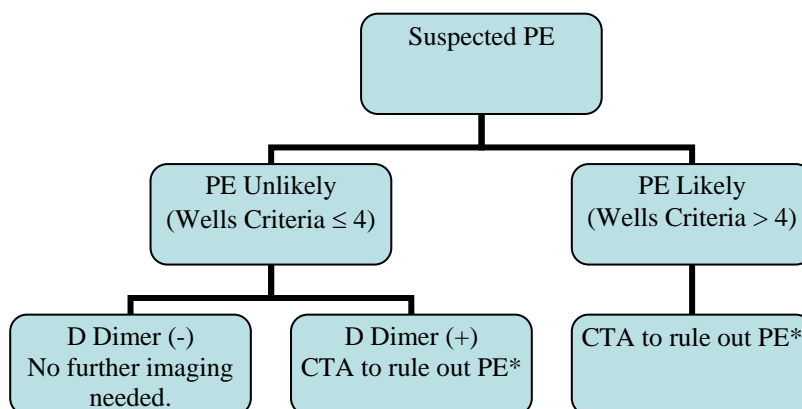 Suspected PE
PE Unlikely
(Wells Criteria ≤ 4)
PE Likely
(Wells Criteria > 4)
D Dimer (-)
No further imaging
needed.
D Dimer (+)
CTA to rule out PE*
CTA to rule out PE*